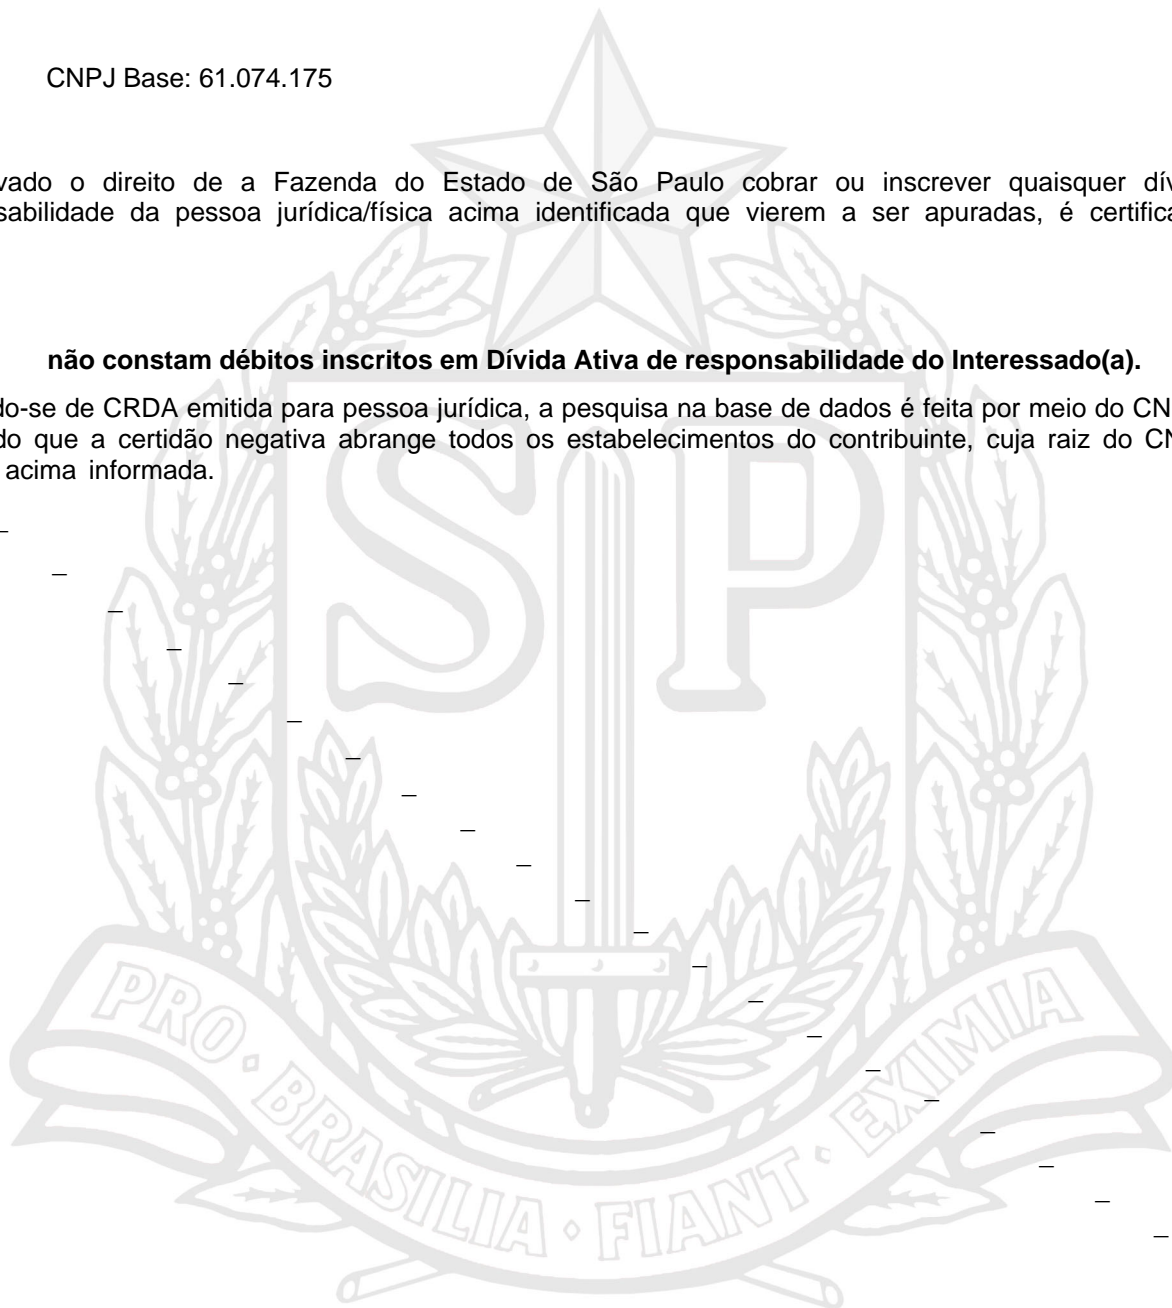 CNPJ Base: 61.074.175
vado o direito de a Fazenda do Estado de São Paulo cobrar ou inscrever quaisquer dív
sabilidade da pessoa jurídica/física acima identificada que vierem a ser apuradas, é certifica
não constam débitos inscritos em Dívida Ativa de responsabilidade do Interessado(a).
do-se de CRDA emitida para pessoa jurídica, a pesquisa na base de dados é feita por meio do CN
do que a certidão negativa abrange todos os estabelecimentos do contribuinte, cuja raiz do CN
acima informada.
SP
PRO • BRASILIA • FIANT • EXIMIA